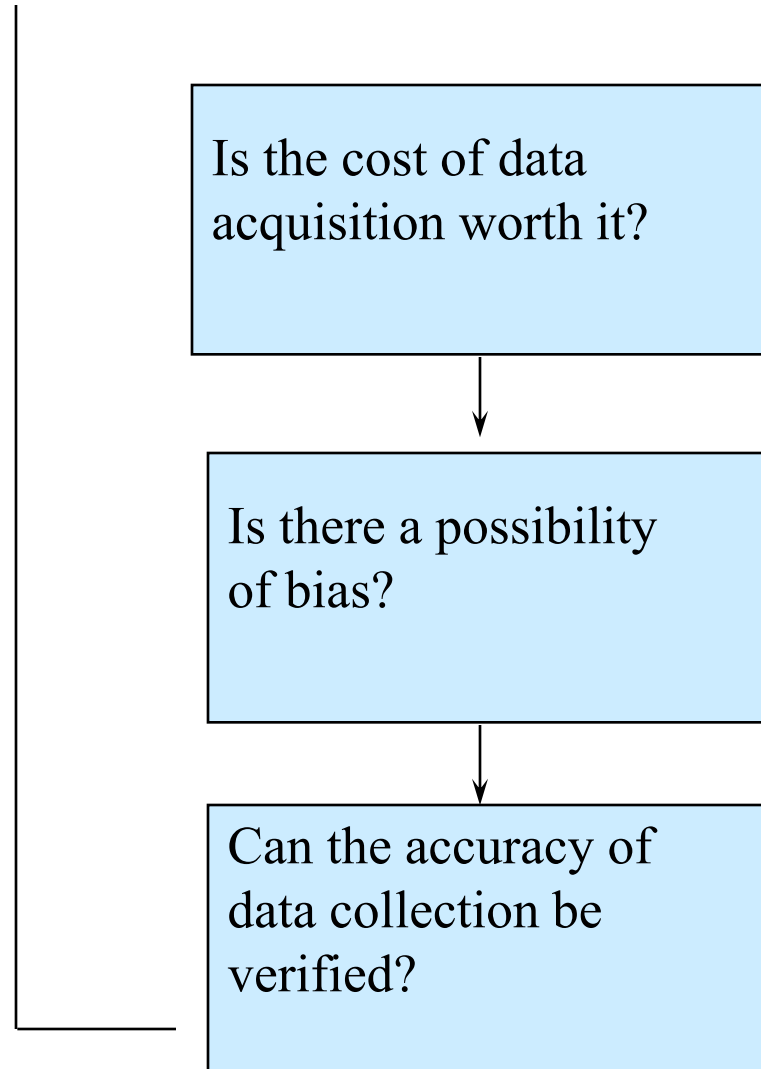 Is the cost of data
acquisition worth it?
Is there a possibility
of bias?
Can the accuracy of
data collection be
verified?